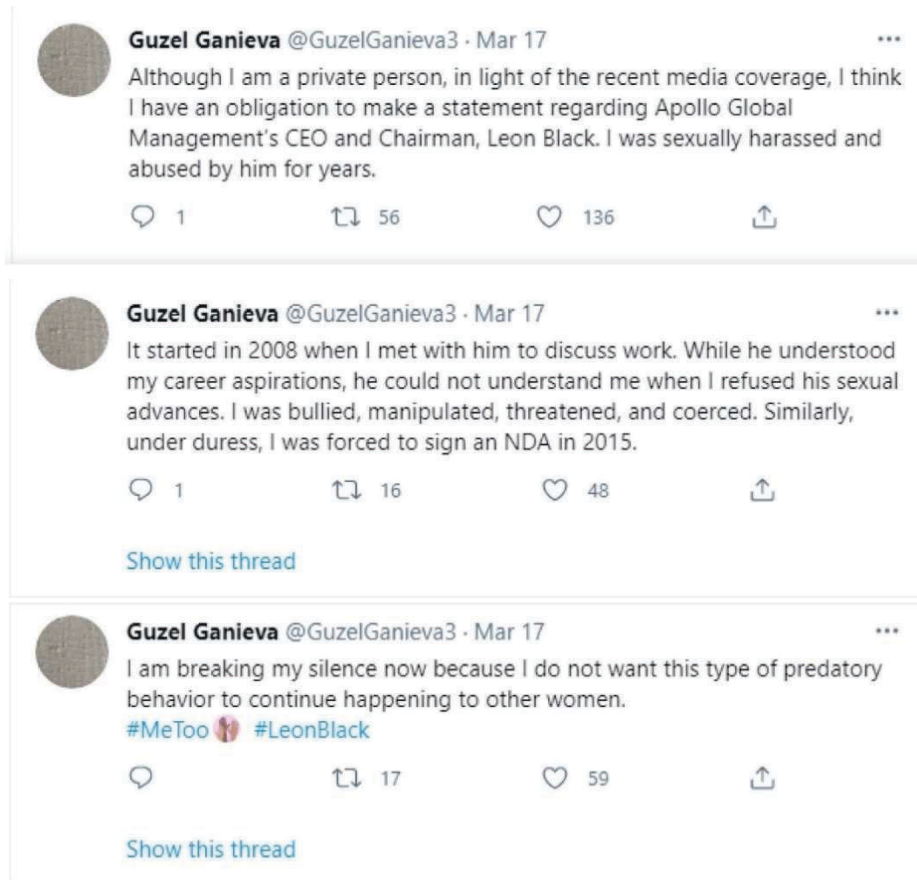 Guzel Ganieva @GuzelGanieva3 · Mar 17
Although I am a private person, in light of the recent media coverage, I think
I have an obligation to make a statement regarding Apollo Global
Management's CEO and Chairman, Leon Black. I was sexually harassed and
abused by him for years.
1 56 136
Guzel Ganieva @GuzelGanieva3 · Mar 17
It started in 2008 when I met with him to discuss work. While he understood
my career aspirations, he could not understand me when I refused his sexual
advances. I was bullied, manipulated, threatened, and coerced. Similarly,
under duress, I was forced to sign an NDA in 2015.
1 16 48
Show this thread
Guzel Ganieva @GuzelGanieva3 · Mar 17
I am breaking my silence now because I do not want this type of predatory
behavior to continue happening to other women.
#MeToo #LeonBlack
17 59
Show this thread